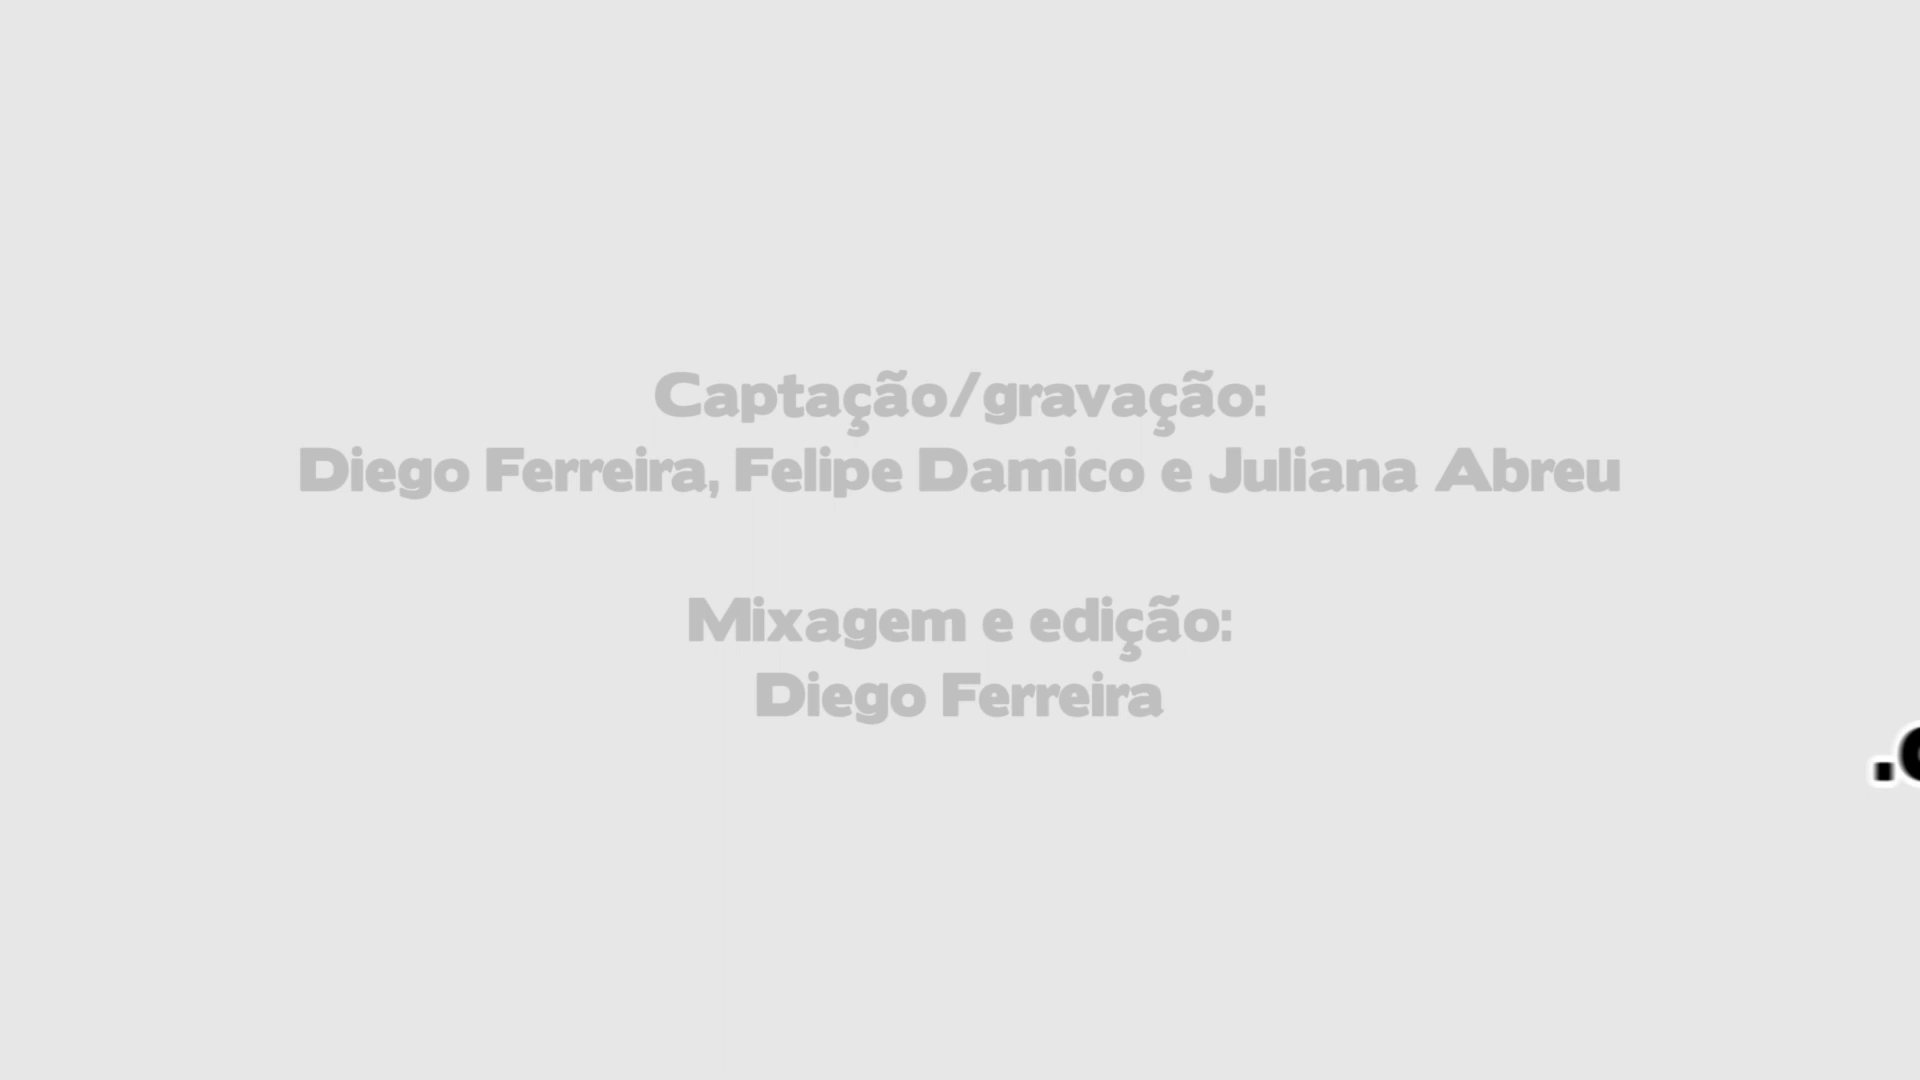 Captação/gravação:
Diego Ferreira, Felipe Damico e Juliana Abreu
Mixagem e edição:
Diego Ferreira